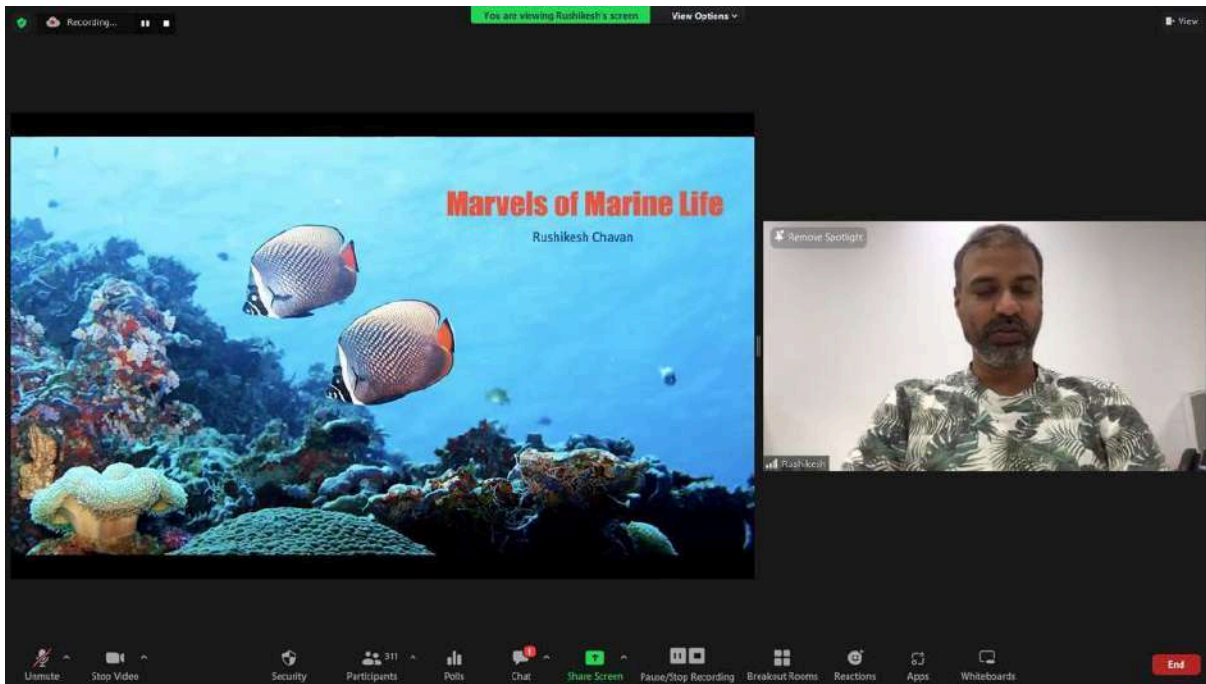 Recording...
You are viewing Rushikesh's screen
View Options
View
Marvels of Marine Life
Rushikesh Chavan
Remove Spotlight
Rushikesh
Unmute
Stop Video
Security
311
Participants
Polls
1
Chat
Share Screen
Pause/Stop Recording
Breakout Rooms
Reactions
Apps
Whiteboards
End